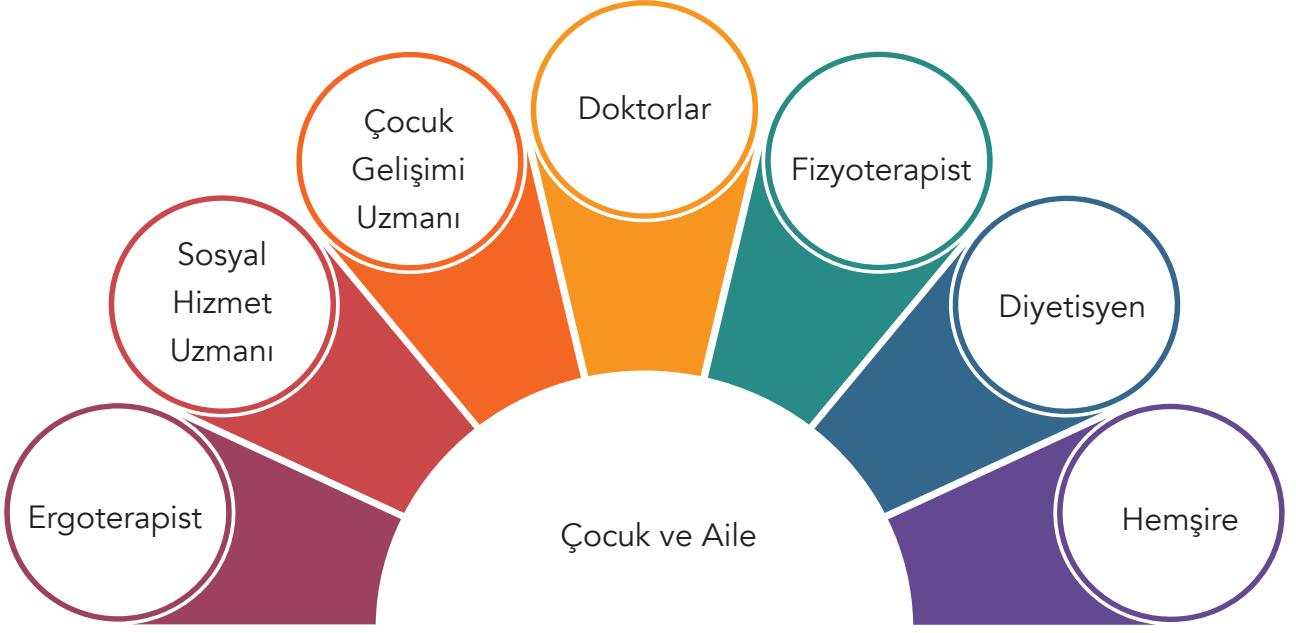 Doktorlar
Çocuk
Gelişimi
Uzmanı
Fizyoterapist
Sosyal
Hizmet
Uzmanı
Diyetisyen
Ergoterapist
Hemşire
Çocuk ve Aile